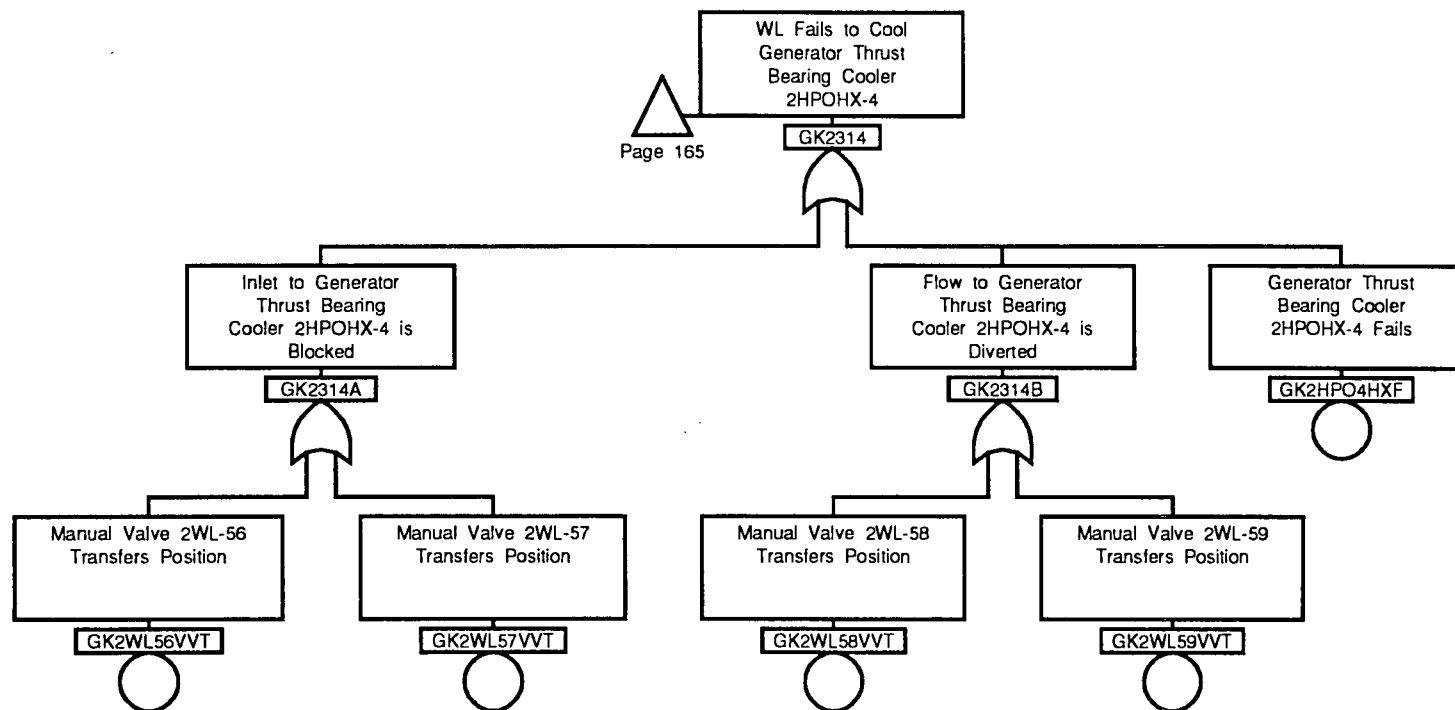 WL Fails to Cool
Generator Thrust
Bearing Cooler
2HPOHX-4
Page 165
GK2314
Inlet to Generator
Thrust Bearing
Cooler 2HPOHX-4 is
Blocked
GK2314A
Flow to Generator
Thrust Bearing
Cooler 2HPOHX-4 is
Diverted
GK2314B
Generator Thrust
Bearing Cooler
2HPOHX-4 Fails
GK2HPO4HXF
Manual Valve 2WL-56
Transfers Position
GK2WL56VVT
Manual Valve 2WL-57
Transfers Position
GK2WL57VVT
Manual Valve 2WL-58
Transfers Position
GK2WL58VVT
Manual Valve 2WL-59
Transfers Position
GK2WL59VVT